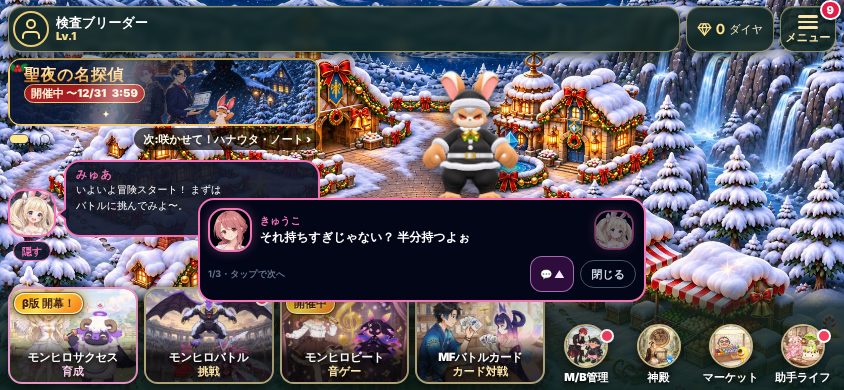 検査ブリーダー
Lv.1
0 ダイヤ
9
メニュー
聖夜の名探偵
開催中 〜12/31 3:59
次:咲かせて！ハナウタ・ノート ›
みゅあ
いよいよ冒険スタート！ まずは
バトルに挑んでみよ〜。
隠す
きゅうこ
それ持ちすぎじゃない？ 半分持つよぉ
1/3・タップで次へ
▲
閉じる
β版 開幕！
モンヒロサクセス
育成
モンヒロバトル
挑戦
開催中
モンヒロビート
音ゲー
MFバトルカード
カード対戦
M/B管理
神殿
マーケット
助手ライフ